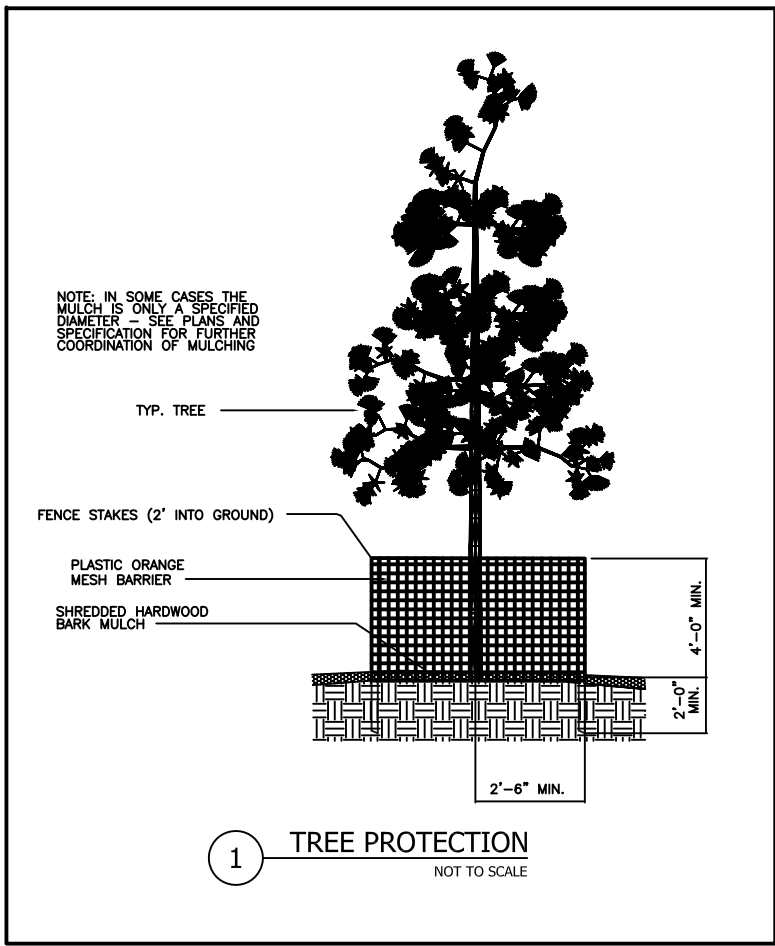 NOTE: IN SOME CASES THE
MULCH IS ONLY A SPECIFIED
DIAMETER – SEE PLANS AND
SPECIFICATION FOR FURTHER
COORDINATION OF MULCHING
TYP. TREE
FENCE STAKES (2' INTO GROUND)
PLASTIC ORANGE
MESH BARRIER
SHREDDED HARDWOOD
BARK MULCH
4'-0" MIN.
2'-0"
MIN.
2'-6" MIN.
1
TREE PROTECTION
NOT TO SCALE